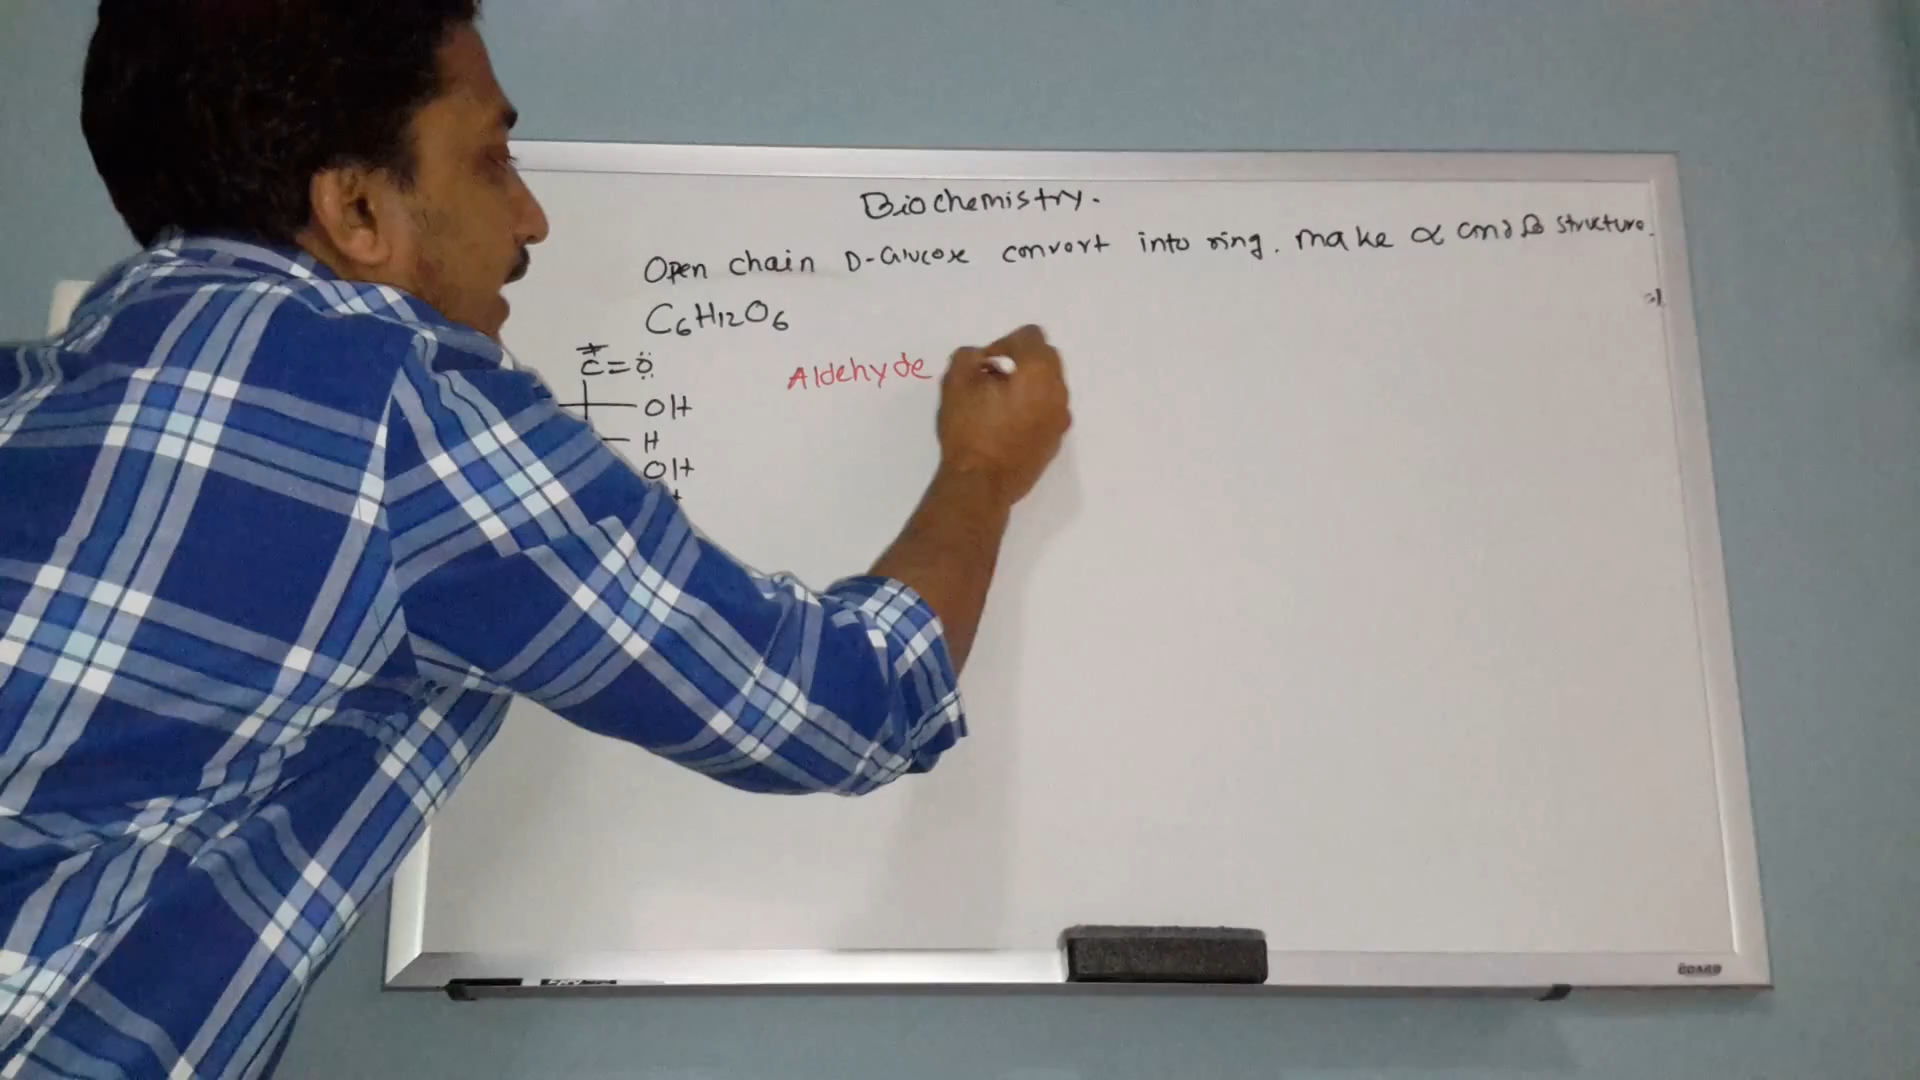 Biochemistry.
Open chain D-Glucose convert into ring. Make α and β structure.
C6H12O6
C=O
Aldehyde
OH
H
OH